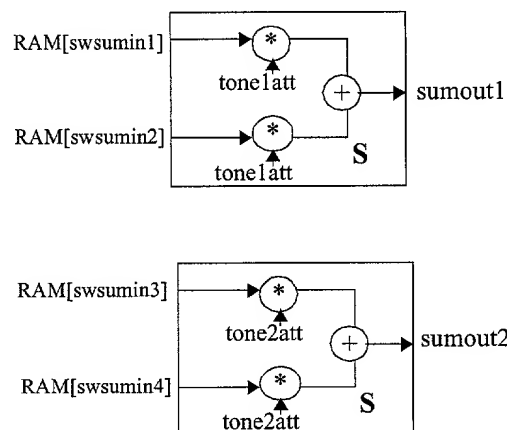 RAM[swsumin1]
*
tone1att
+
sumout1
RAM[swsumin2]
*
S
tone1att
RAM[swsumin3]
*
tone2att
+
sumout2
RAM[swsumin4]
*
S
tone2att